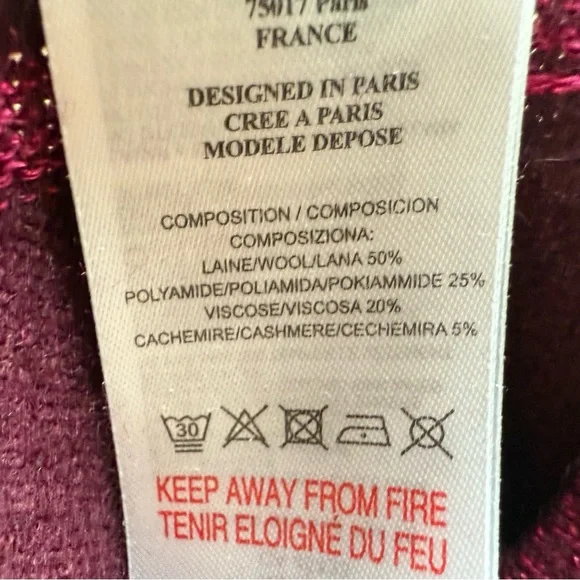 75017 Paris
FRANCE
DESIGNED IN PARIS
CREE A PARIS
MODELE DEPOSE
COMPOSITION / COMPOSICION
COMPOSIZIONA:
LAINE/WOOL/LANA 50%
POLYAMIDE/POLIAMIDA/POKIAMMIDE 25%
VISCOSE/VISCOSA 20%
CACHEMIRE/CASHMERE/CECHEMIRA 5%
30
KEEP AWAY FROM FIRE
TENIR ELOIGNÉ DU FEU